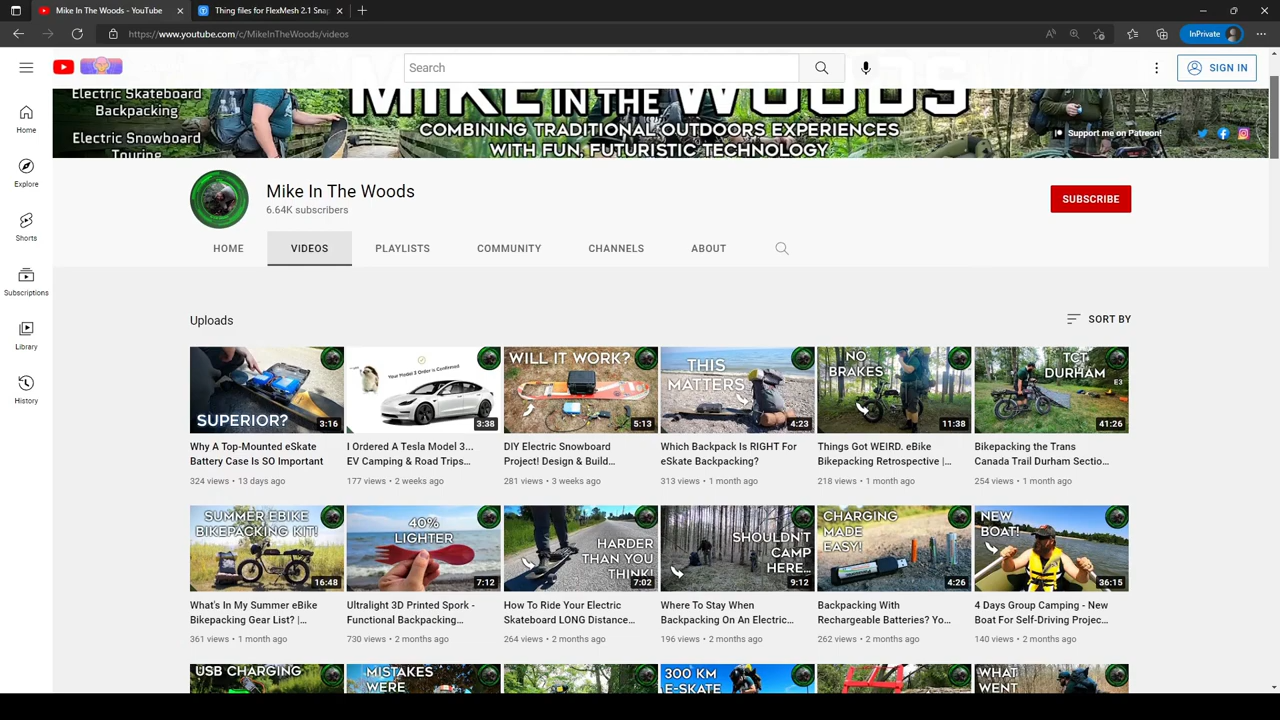 Mike In The Woods - YouTube
Thing files for FlexMesh 2.1 Snap
InPrivate
https://www.youtube.com/c/MikeInTheWoods/videos
Search
SIGN IN
Electric Skateboard
Backpacking
Electric Snowboard
Touring
MIKE IN THE WOODS
COMBINING TRADITIONAL OUTDOORS EXPERIENCES
WITH FUN, FUTURISTIC TECHNOLOGY
Support me on Patreon!
Home
Explore
Shorts
Subscriptions
Library
History
Mike In The Woods
6.64K subscribers
SUBSCRIBE
HOME
VIDEOS
PLAYLISTS
COMMUNITY
CHANNELS
ABOUT
Uploads
SORT BY
SUPERIOR?
3:16
Your Model 3 Order is Confirmed
3:38
WILL IT WORK?
5:13
THIS
MATTERS
4:23
NO
BRAKES
11:38
TCT
DURHAM
E3
41:26
Why A Top-Mounted eSkate
Battery Case Is SO Important
324 views • 13 days ago
I Ordered A Tesla Model 3...
EV Camping & Road Trips...
177 views • 2 weeks ago
DIY Electric Snowboard
Project! Design & Build...
281 views • 3 weeks ago
Which Backpack Is RIGHT For
eSkate Backpacking?
313 views • 1 month ago
Things Got WEIRD. eBike
Bikepacking Retrospective |...
218 views • 1 month ago
Bikepacking the Trans
Canada Trail Durham Sectio...
254 views • 1 month ago
SUMMER EBIKE
BIKEPACKING KIT!
16:48
40%
LIGHTER
7:12
HARDER
THAN YOU
THINK!
7:02
SHOULDN'T
CAMP
HERE...
9:12
CHARGING
MADE
EASY!
4:26
NEW
BOAT!
36:15
What's In My Summer eBike
Bikepacking Gear List? |...
361 views • 1 month ago
Ultralight 3D Printed Spork -
Functional Backpacking...
730 views • 2 months ago
How To Ride Your Electric
Skateboard LONG Distance...
264 views • 2 months ago
Where To Stay When
Backpacking On An Electric...
196 views • 2 months ago
Backpacking With
Rechargeable Batteries? Yo...
262 views • 2 months ago
4 Days Group Camping - New
Boat For Self-Driving Projec...
140 views • 2 months ago
USB CHARGING
MISTAKES
WERE
300 KM
E-SKATE
WHAT
WENT